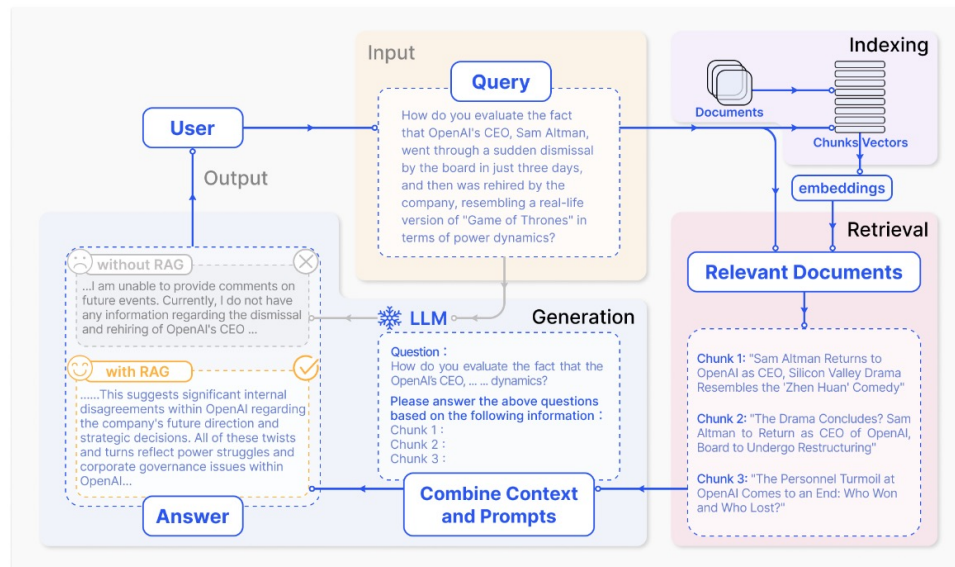 Input
Query
How do you evaluate the fact
that OpenAI's CEO, Sam Altman,
went through a sudden dismissal
by the board in just three days,
and then was rehired by the
company, resembling a real-life
version of "Game of Thrones" in
terms of power dynamics?
Indexing
Documents
Chunks
Vectors
embeddings
User
Output
Retrieval
Relevant Documents
Chunk 1: "Sam Altman Returns to
OpenAI as CEO, Silicon Valley Drama
Resembles the 'Zhen Huan' Comedy"
Chunk 2: "The Drama Concludes? Sam
Altman to Return as CEO of OpenAI,
Board to Undergo Restructuring"
Chunk 3: "The Personnel Turmoil at
OpenAI Comes to an End: Who Won
and Who Lost?"
without RAG
...I am unable to provide comments on
future events. Currently, I do not have
any information regarding the dismissal
and rehiring of OpenAI's CEO ...
with RAG
......This suggests significant internal
disagreements within OpenAI regarding
the company's future direction and
strategic decisions. All of these twists
and turns reflect power struggles and
corporate governance issues within
OpenAI...
Answer
LLM
Generation
Question :
How do you evaluate the fact that the
OpenAI's CEO, ... ... dynamics?
Please answer the above questions
based on the following information :
Chunk 1 :
Chunk 2 :
Chunk 3 :
Combine Context
and Prompts